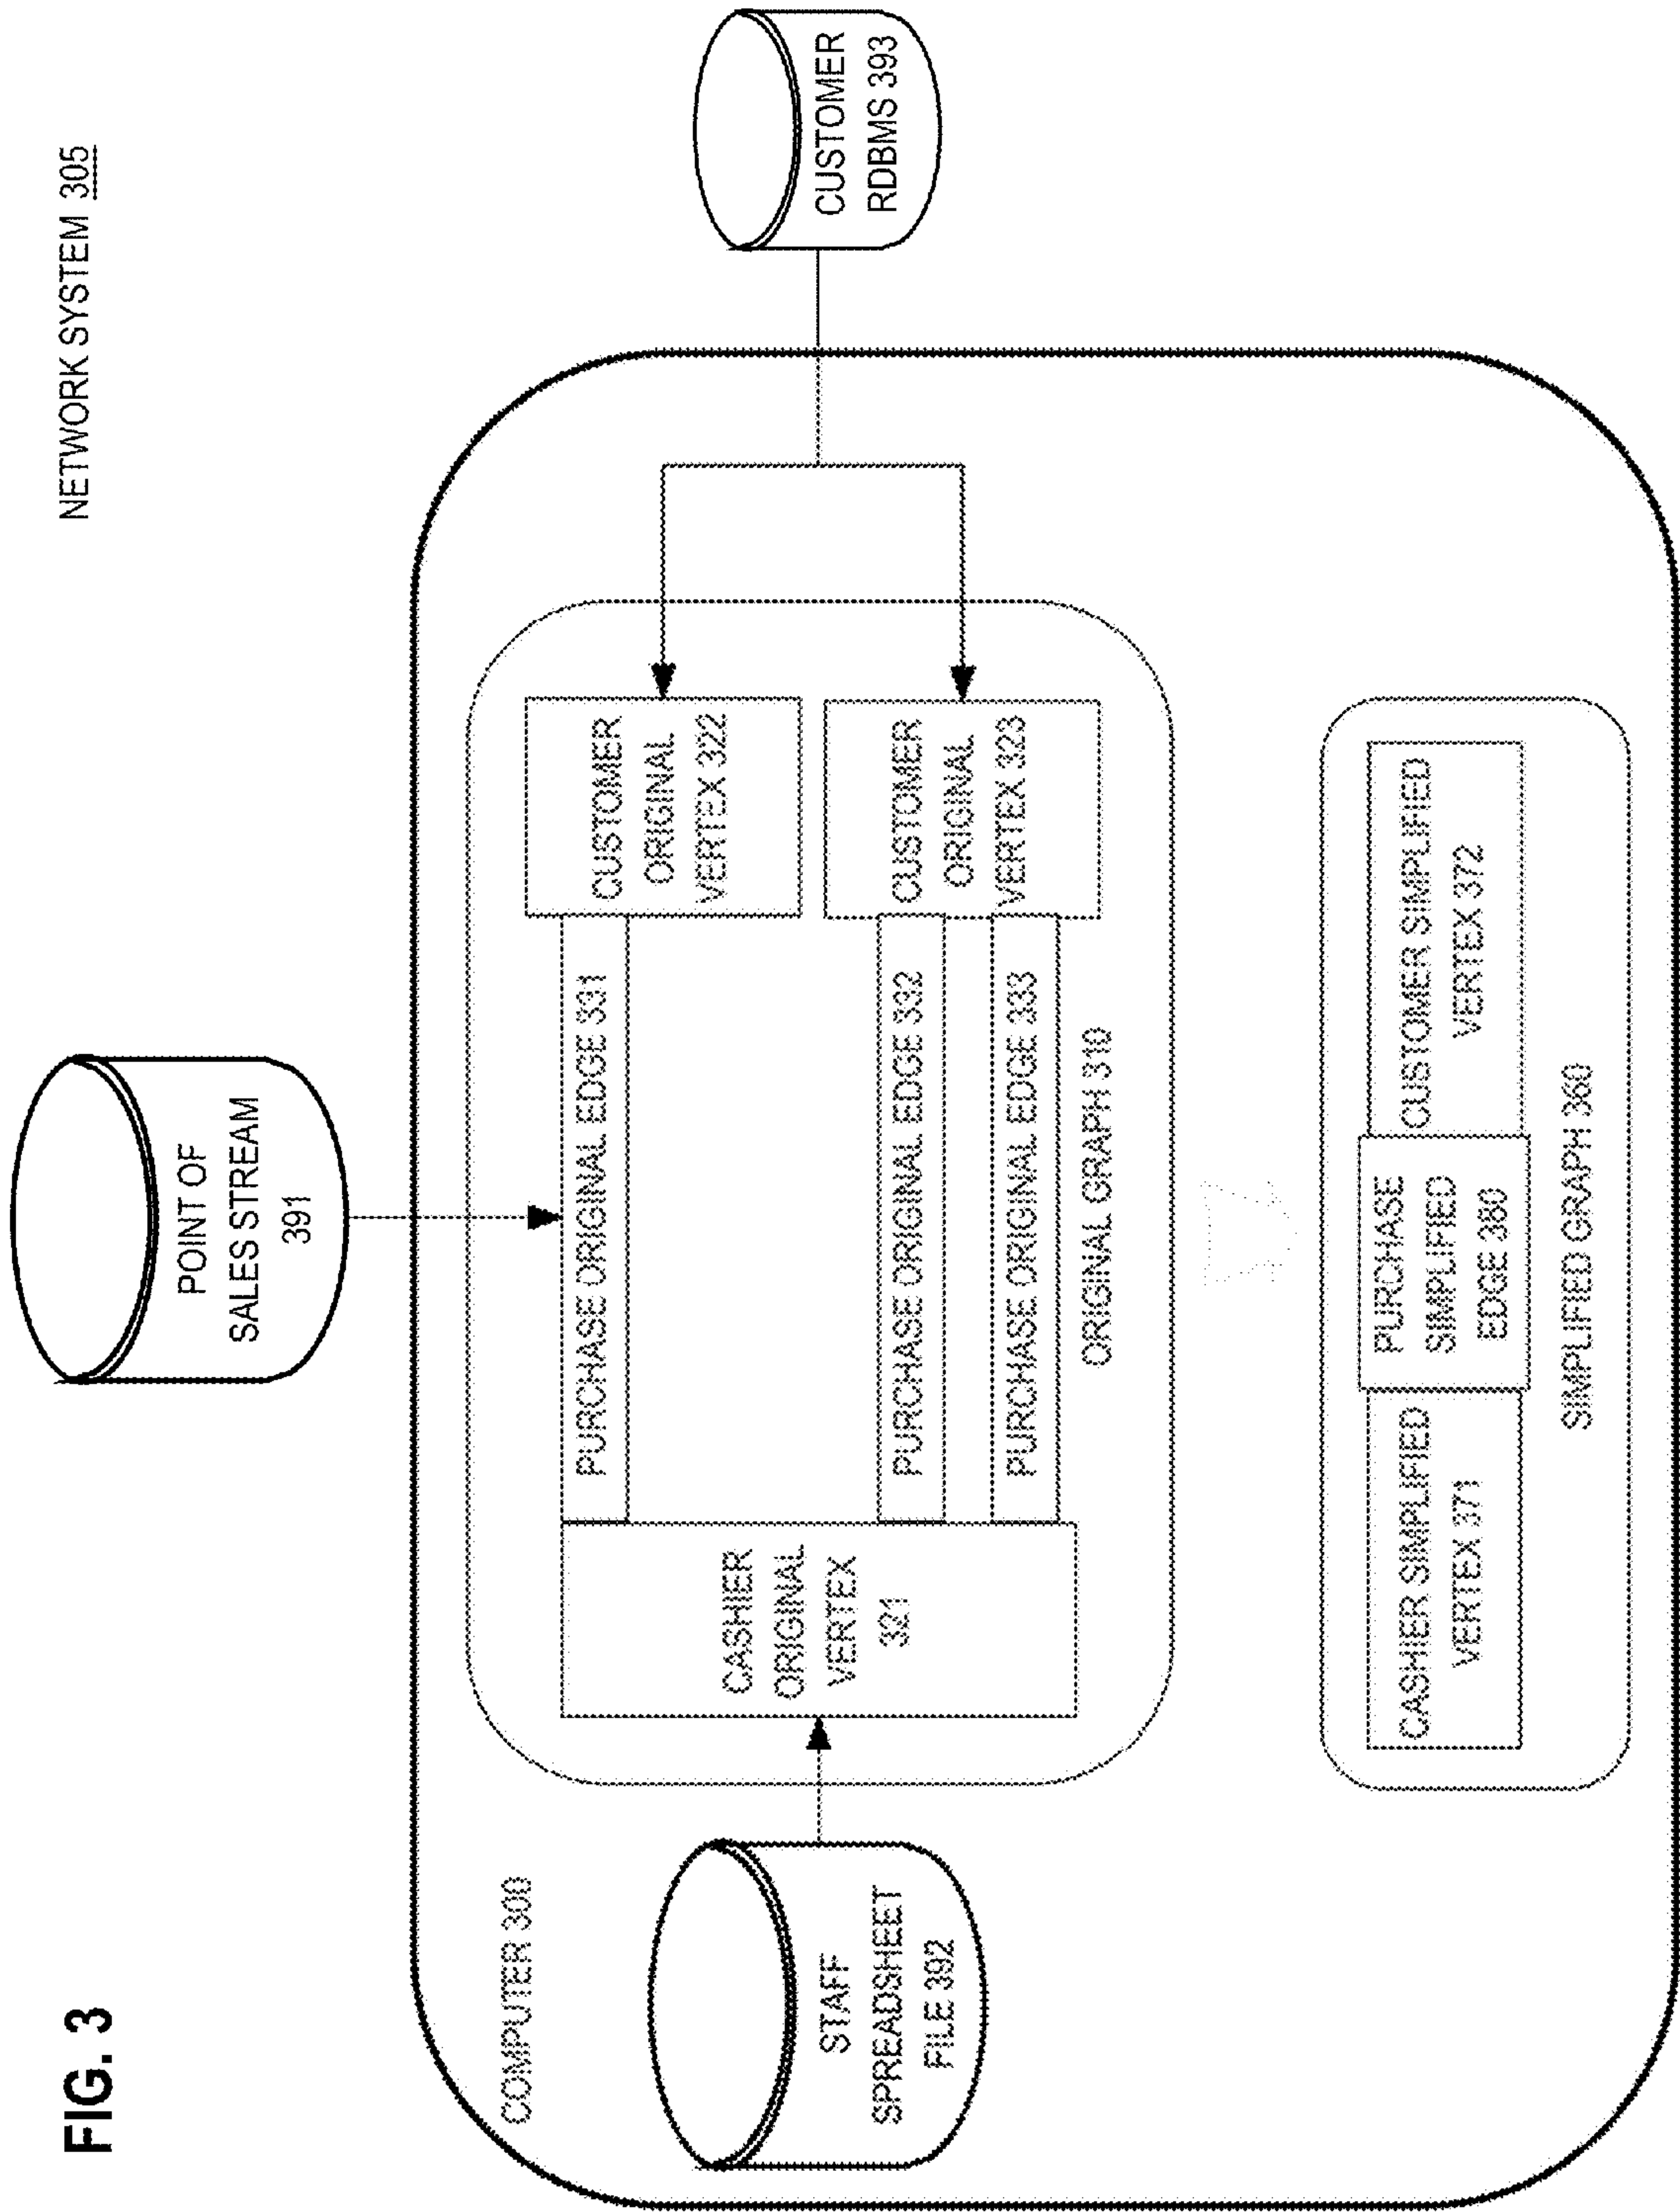 FIG. 3
NETWORK SYSTEM 305
POINT OF
SALES STREAM
391
COMPUTER 300
STAFF
SPREADSHEET
FILE 392
CASHIER
ORIGINAL
VERTEX
321
PURCHASE ORIGINAL EDGE 331
PURCHASE ORIGINAL EDGE 332
PURCHASE ORIGINAL EDGE 333
CUSTOMER
ORIGINAL
VERTEX 322
CUSTOMER
ORIGINAL
VERTEX 323
ORIGINAL GRAPH 310
CUSTOMER
RDBMS 393
CASHIER SIMPLIFIED
VERTEX 371
PURCHASE
SIMPLIFIED
EDGE 380
CUSTOMER SIMPLIFIED
VERTEX 372
SIMPLIFIED GRAPH 360